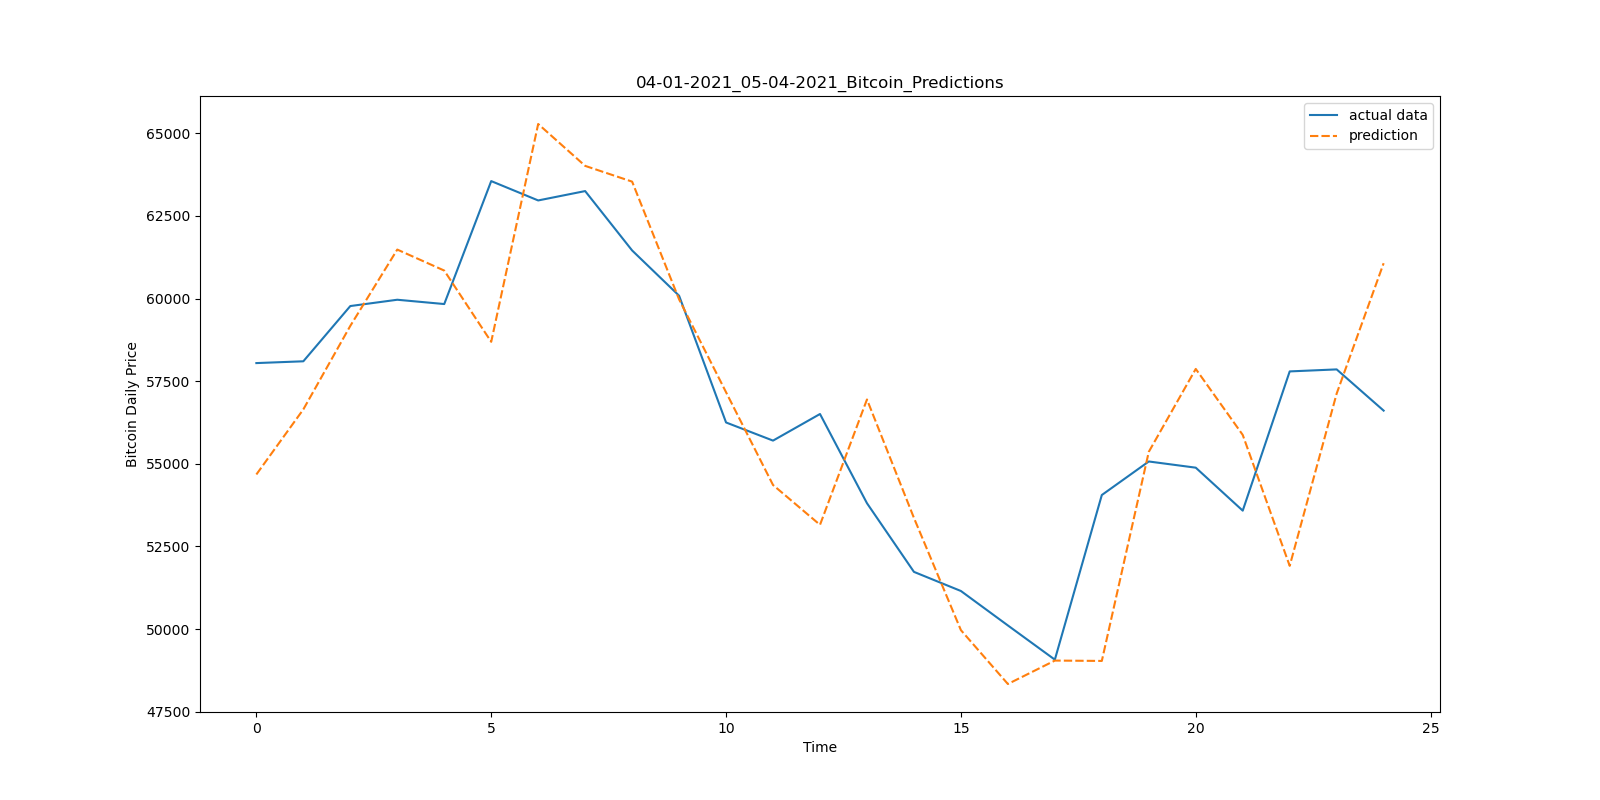 04-01-2021_05-04-2021_Bitcoin_Predictions
actual data
prediction
65000
62500
60000
57500
55000
52500
50000
47500
Bitcoin Daily Price
0 5 10 15 20 25
Time